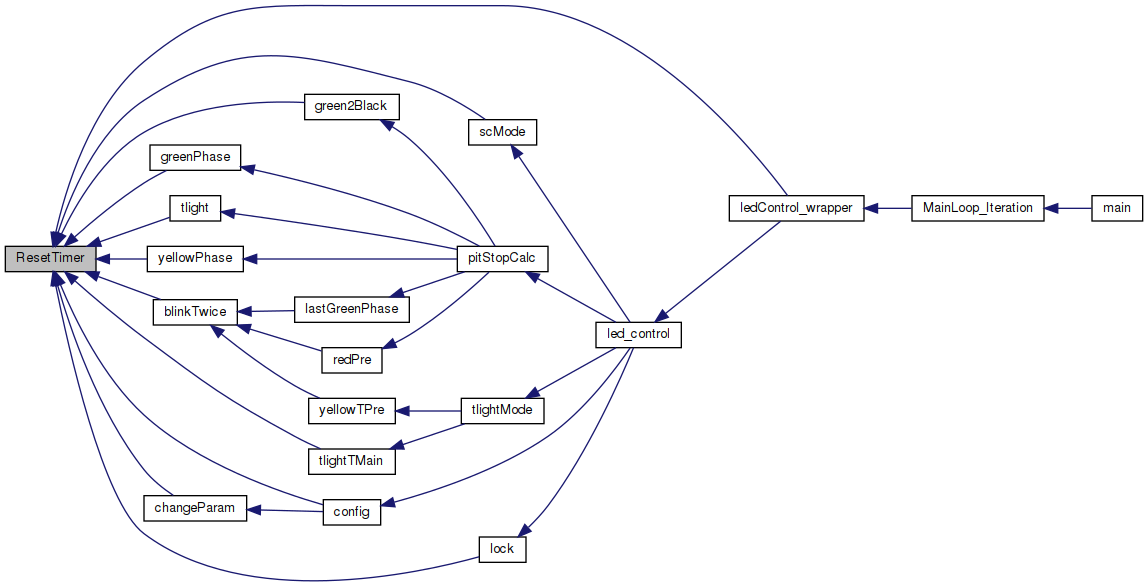 green2Black
scMode
greenPhase
tlight
ledControl_wrapper
MainLoop_Iteration
main
ResetTimer
yellowPhase
pitStopCalc
blinkTwice
lastGreenPhase
led_control
redPre
yellowTPre
tlightMode
tlightTMain
changeParam
config
lock